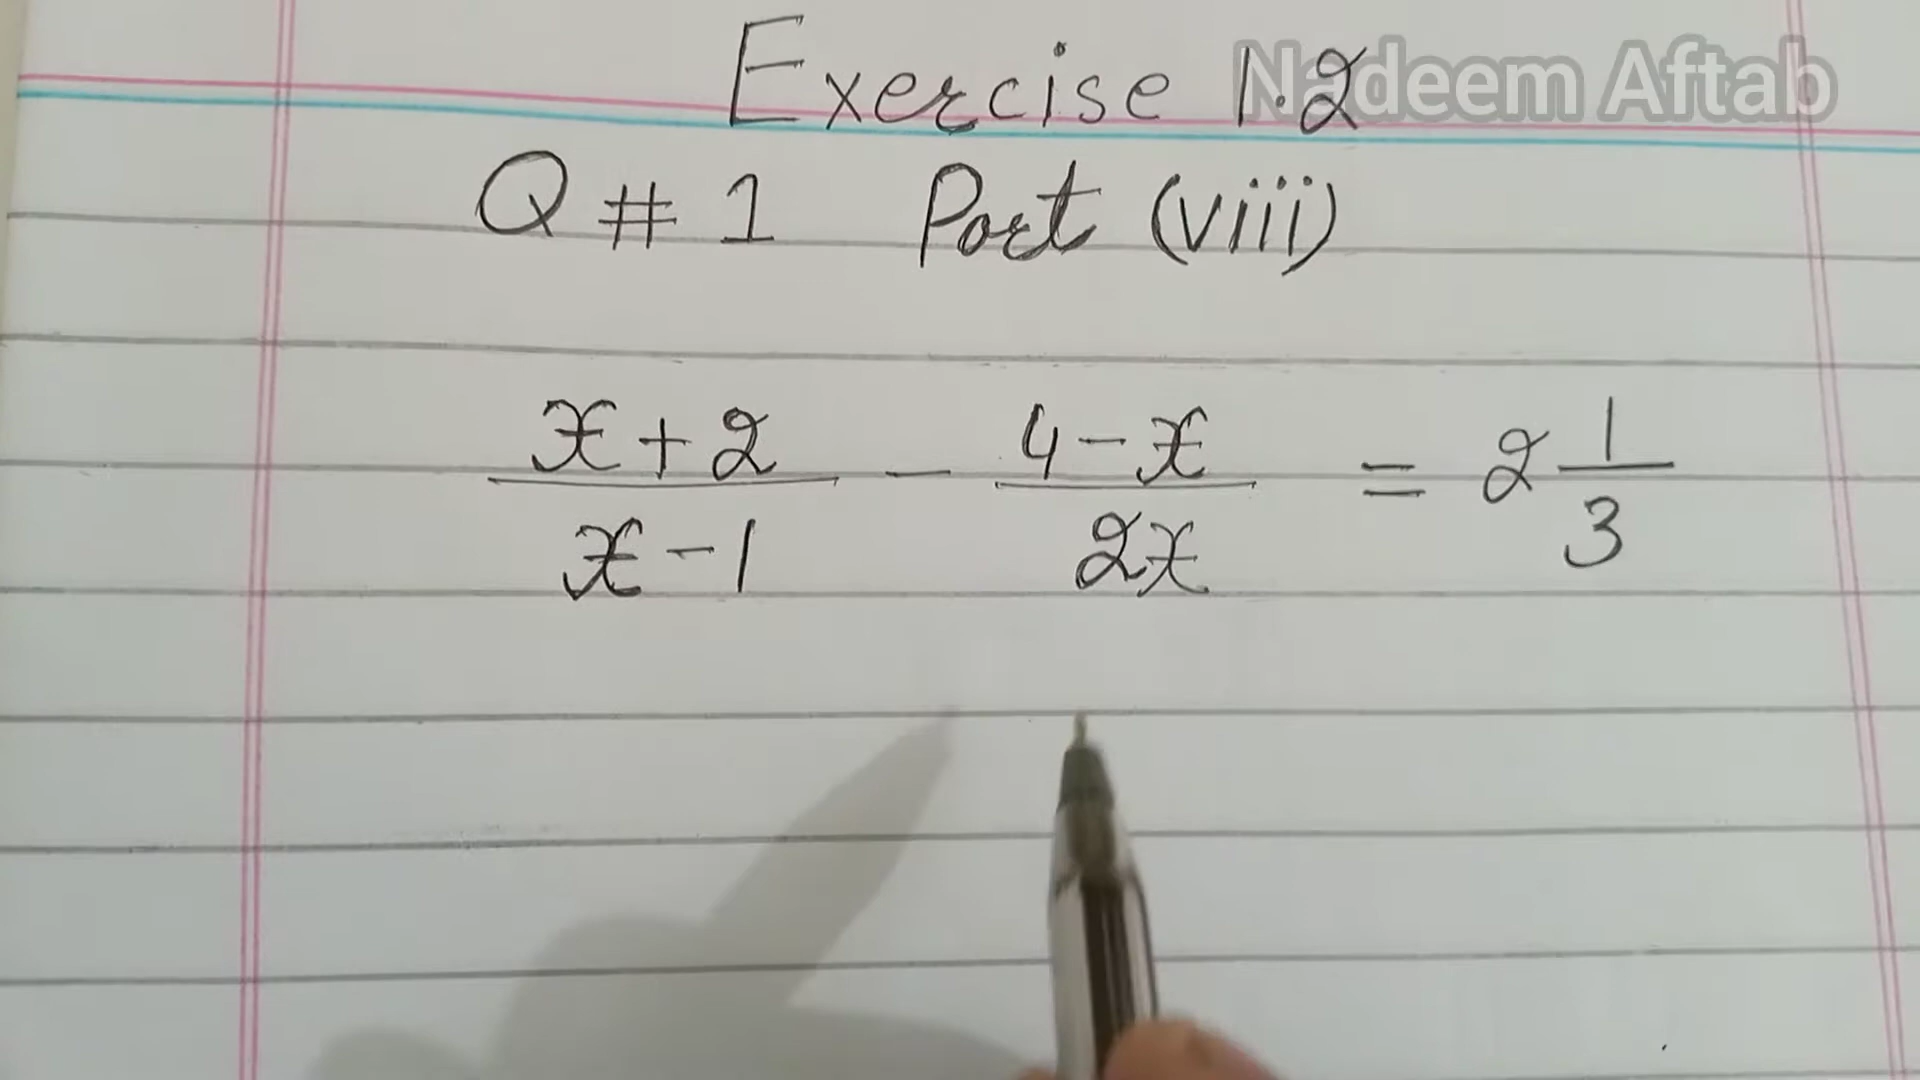 Exercise 1.2
Nadeem Aftab
Q # 1 Part (viii)
x+2/x-1 - 4-x/2x = 2 1/3